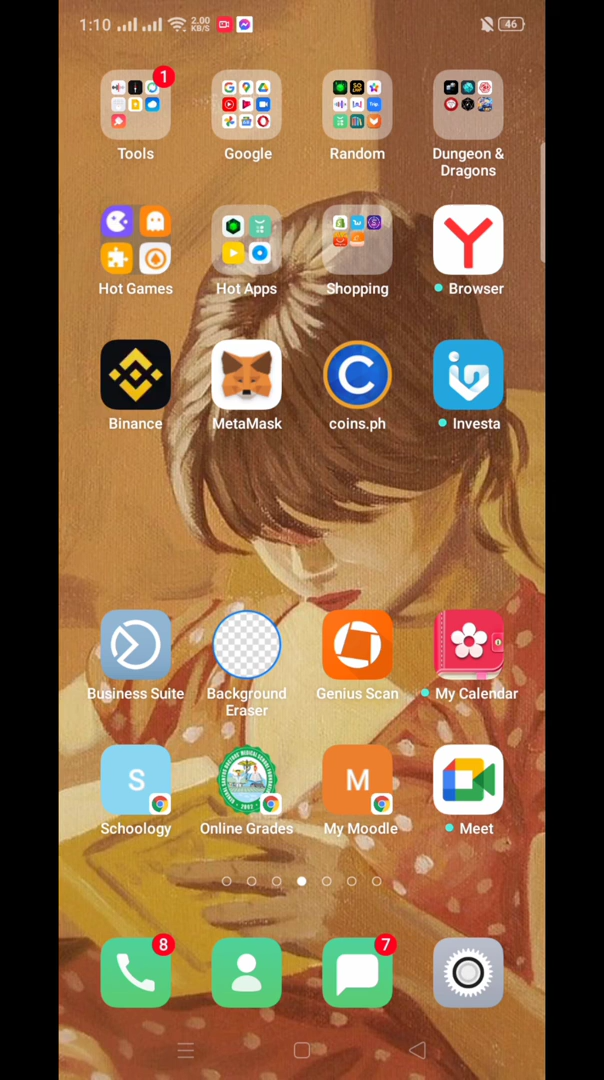 1:10 2.00 KB/S 46
1
Tools Google Random Dungeon & Dragons
Hot Games Hot Apps Shopping Browser
Binance MetaMask coins.ph Investa
Business Suite Background Eraser Genius Scan My Calendar
S M
Schoology Online Grades My Moodle Meet
8 7